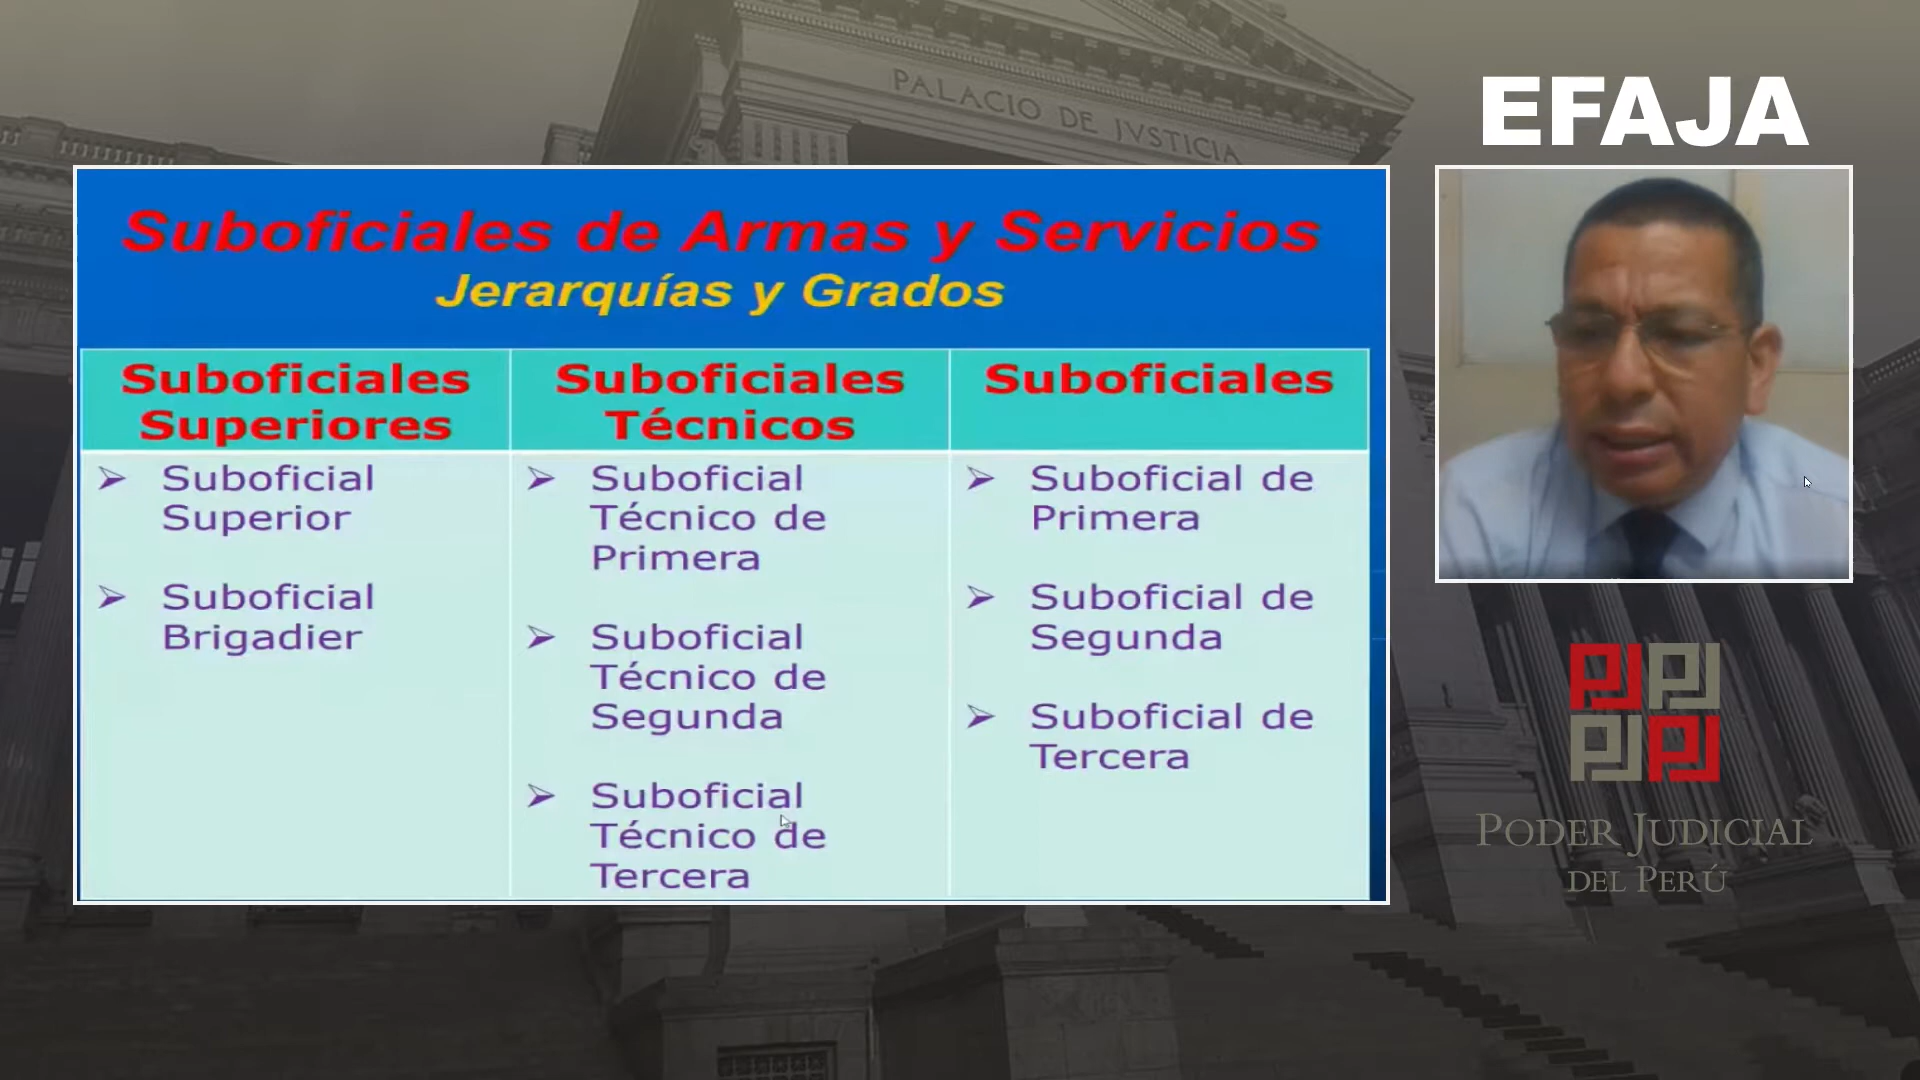 PALACIO DE JVSTICIA
EFAJA
Suboficiales de Armas y Servicios
Jerarquías y Grados
Suboficiales
Superiores
➢ Suboficial
Superior
➢ Suboficial
Brigadier
Suboficiales
Técnicos
➢ Suboficial
Técnico de
Primera
➢ Suboficial
Técnico de
Segunda
➢ Suboficial
Técnico de
Tercera
Suboficiales
➢ Suboficial de
Primera
➢ Suboficial de
Segunda
➢ Suboficial de
Tercera
PODER JUDICIAL
DEL PERÚ